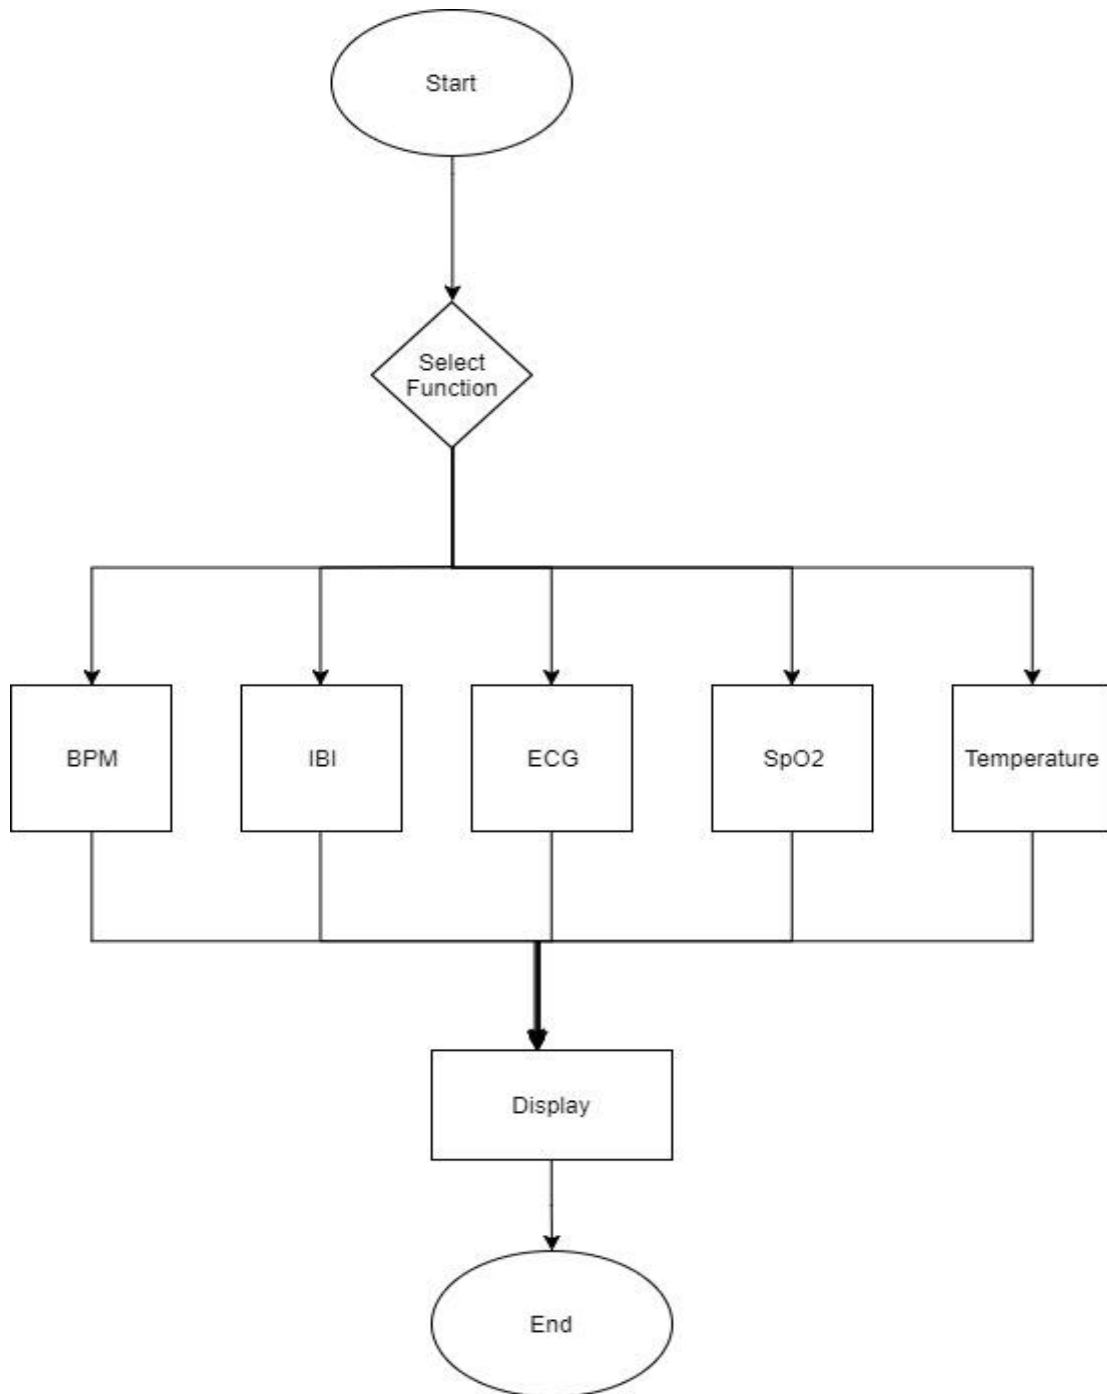 Start
Select
Function
BPM
IBI
ECG
SpO2
Temperature
Display
End